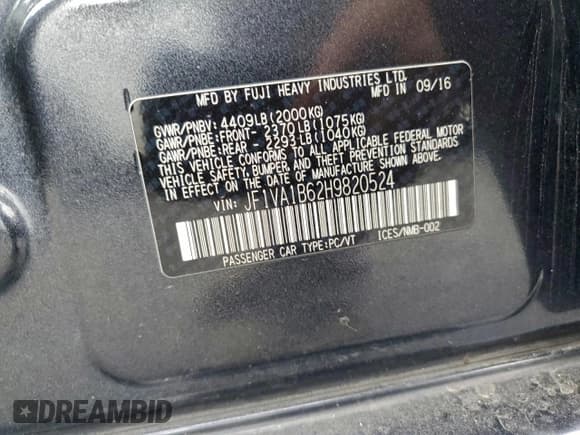 MFD BY FUJI HEAVY INDUSTRIES LTD.
MFD IN 09/16
GVWR/PNBV: 4409LB(2000KG)
GAWR/PNBE:FRONT- 2370LB(1075KG)
GAWR/PNBE:REAR - 2293LB(1040KG)
THIS VEHICLE CONFORMS TO ALL APPLICABLE FEDERAL MOTOR
VEHICLE SAFETY, BUMPER, AND THEFT PREVENTION STANDARDS
IN EFFECT ON THE DATE OF MANUFACTURE SHOWN ABOVE.
VIN: JF1VA1B62H9820524
PASSENGER CAR TYPE:PC/VT ICES/NMB-002
DREAMBID